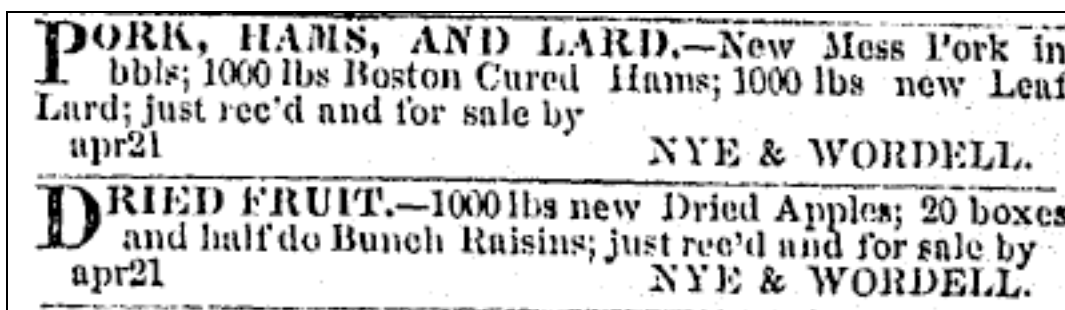 PORK, HAMS, AND LARD.—New Mess Pork in
bbls; 1000 lbs Boston Cured Hams; 1000 lbs new Leaf
Lard; just rec'd and for sale by
apr21 NYE & WORDELL.
DRIED FRUIT.—1000 lbs new Dried Apples; 20 boxes
and half do Bunch Raisins; just rec'd and for sale by
apr21 NYE & WORDELL.